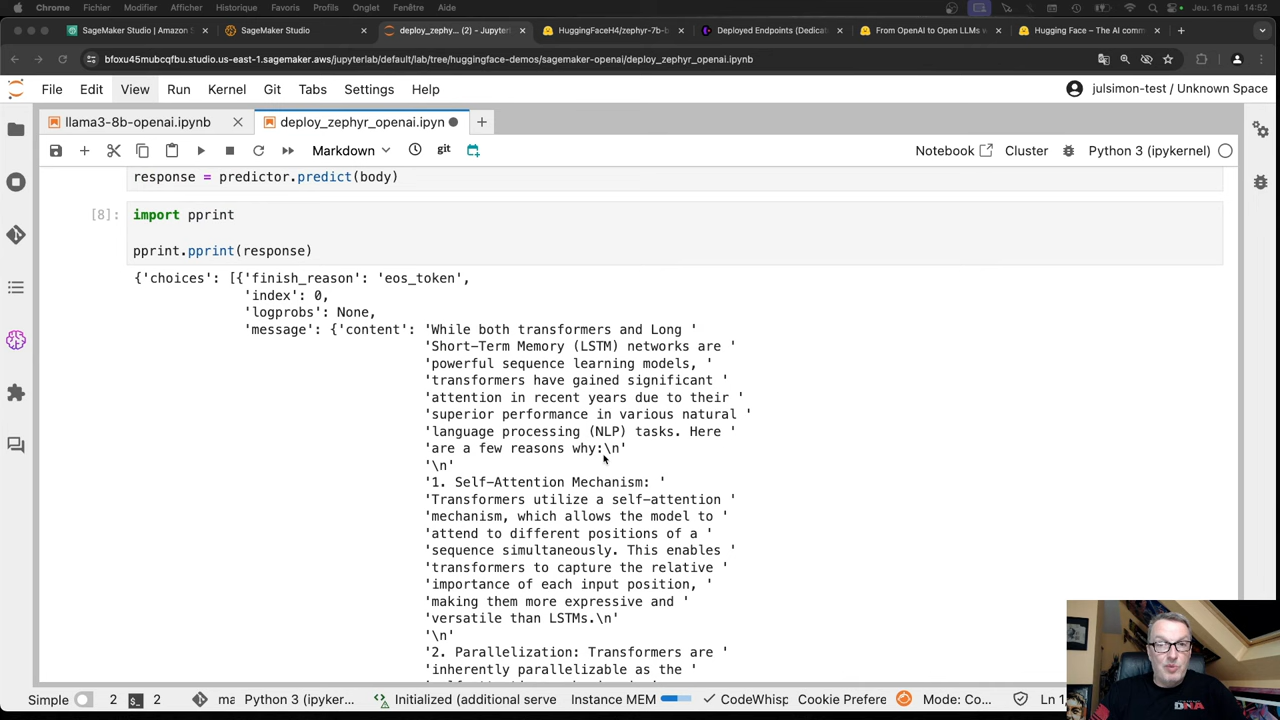 Chrome Fichier Modifier Afficher Historique Favoris Profils Onglet Fenêtre Aide Jeu. 16 mai 14:52
SageMaker Studio | Amazon S SageMaker Studio deploy_zephy... (2) - Jupyterl HuggingFaceH4/zephyr-7b-b Deployed Endpoints (Dedicat From OpenAI to Open LLMs w Hugging Face – The AI comm
bfoxu45mubcqfbu.studio.us-east-1.sagemaker.aws/jupyterlab/default/lab/tree/huggingface-demos/sagemaker-openai/deploy_zephyr_openai.ipynb
File Edit View Run Kernel Git Tabs Settings Help julsimon-test / Unknown Space
llama3-8b-openai.ipynb deploy_zephyr_openai.ipyn
Markdown git Notebook Cluster Python 3 (ipykernel)
response = predictor.predict(body)
[8]: import pprint
pprint.pprint(response)
{'choices': [{'finish_reason': 'eos_token',
'index': 0,
'logprobs': None,
'message': {'content': 'While both transformers and Long '
'Short-Term Memory (LSTM) networks are '
'powerful sequence learning models, '
'transformers have gained significant '
'attention in recent years due to their '
'superior performance in various natural '
'language processing (NLP) tasks. Here '
'are a few reasons why:\n'
'\n'
'1. Self-Attention Mechanism: '
'Transformers utilize a self-attention '
'mechanism, which allows the model to '
'attend to different positions of a '
'sequence simultaneously. This enables '
'transformers to capture the relative '
'importance of each input position, '
'making them more expressive and '
'versatile than LSTMs.\n'
'\n'
'2. Parallelization: Transformers are '
'inherently parallelizable as the '
Simple 2 2 ma Python 3 (ipyker... Initialized (additional serve Instance MEM CodeWhisp Cookie Prefere Mode: Co... Ln 1
DNA